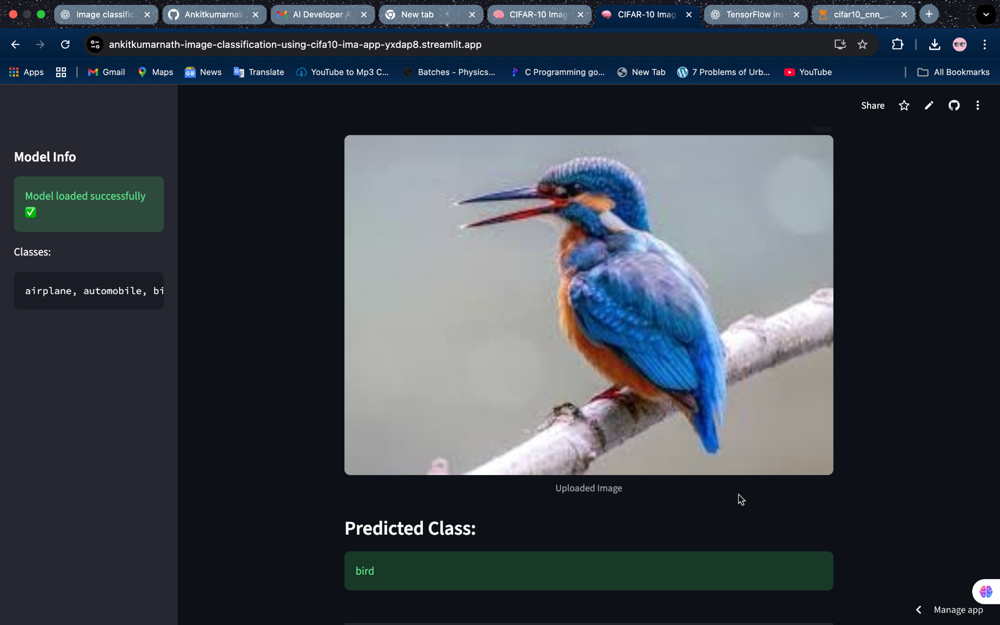 Image classific
Ankitkumarnat
AI Developer A
New tab
CIFAR-10 Imag
CIFAR-10 Imag
TensorFlow ins
cifar10_cnn_...
ankitkumarnath-image-classification-using-cifa10-ima-app-yxdap8.streamlit.app
Apps
Gmail
Maps
News
Translate
YouTube to Mp3 C...
Batches - Physics...
C Programming go...
New Tab
7 Problems of Urb...
YouTube
All Bookmarks
Share
Model Info
Model loaded successfully
✅
Classes:
airplane, automobile, bi
Uploaded Image
Predicted Class:
bird
Manage app